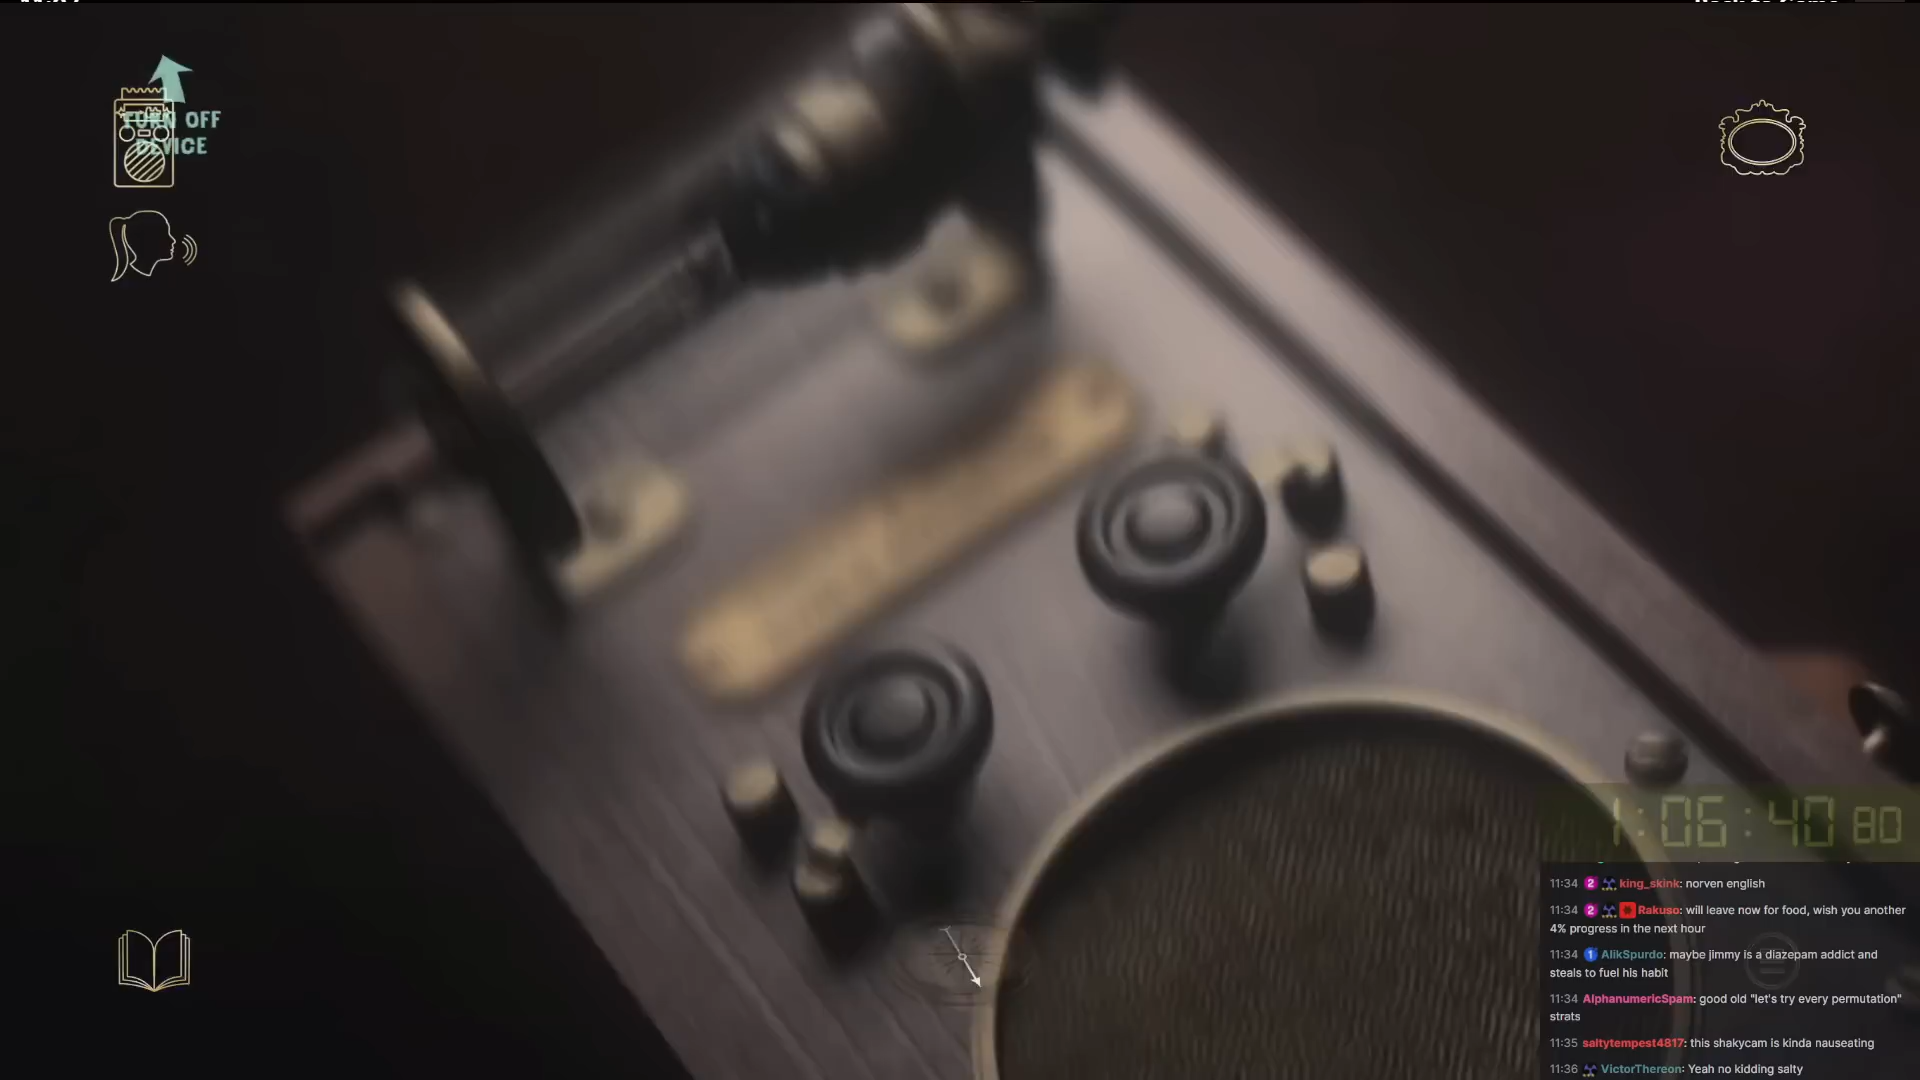 TURN OFF
DEVICE
1:06:40 80
11:34 2 king_skink: norven english
11:34 2 Rakuso: will leave now for food, wish you another
4% progress in the next hour
11:34 1 AlikSpurdo: maybe jimmy is a diazepam addict and
steals to fuel his habit
11:34 AlphanumericSpam: good old "let's try every permutation"
strats
11:35 saltytempest4817: this shakycam is kinda nauseating
11:36 VictorThereon: Yeah no kidding salty